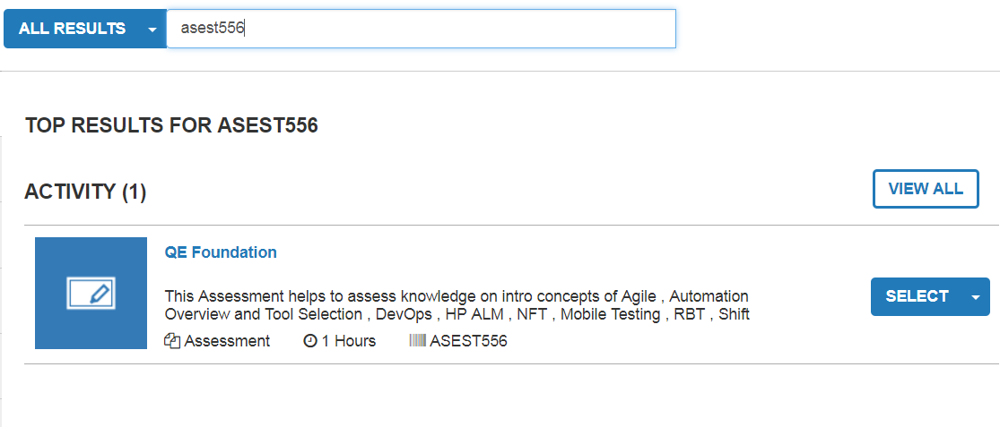 ALL RESULTS
asest556
TOP RESULTS FOR ASEST556
ACTIVITY (1)
VIEW ALL
QE Foundation
This Assessment helps to assess knowledge on intro concepts of Agile , Automation
Overview and Tool Selection , DevOps , HP ALM , NFT , Mobile Testing , RBT , Shift
SELECT
Assessment 1 Hours ASEST556